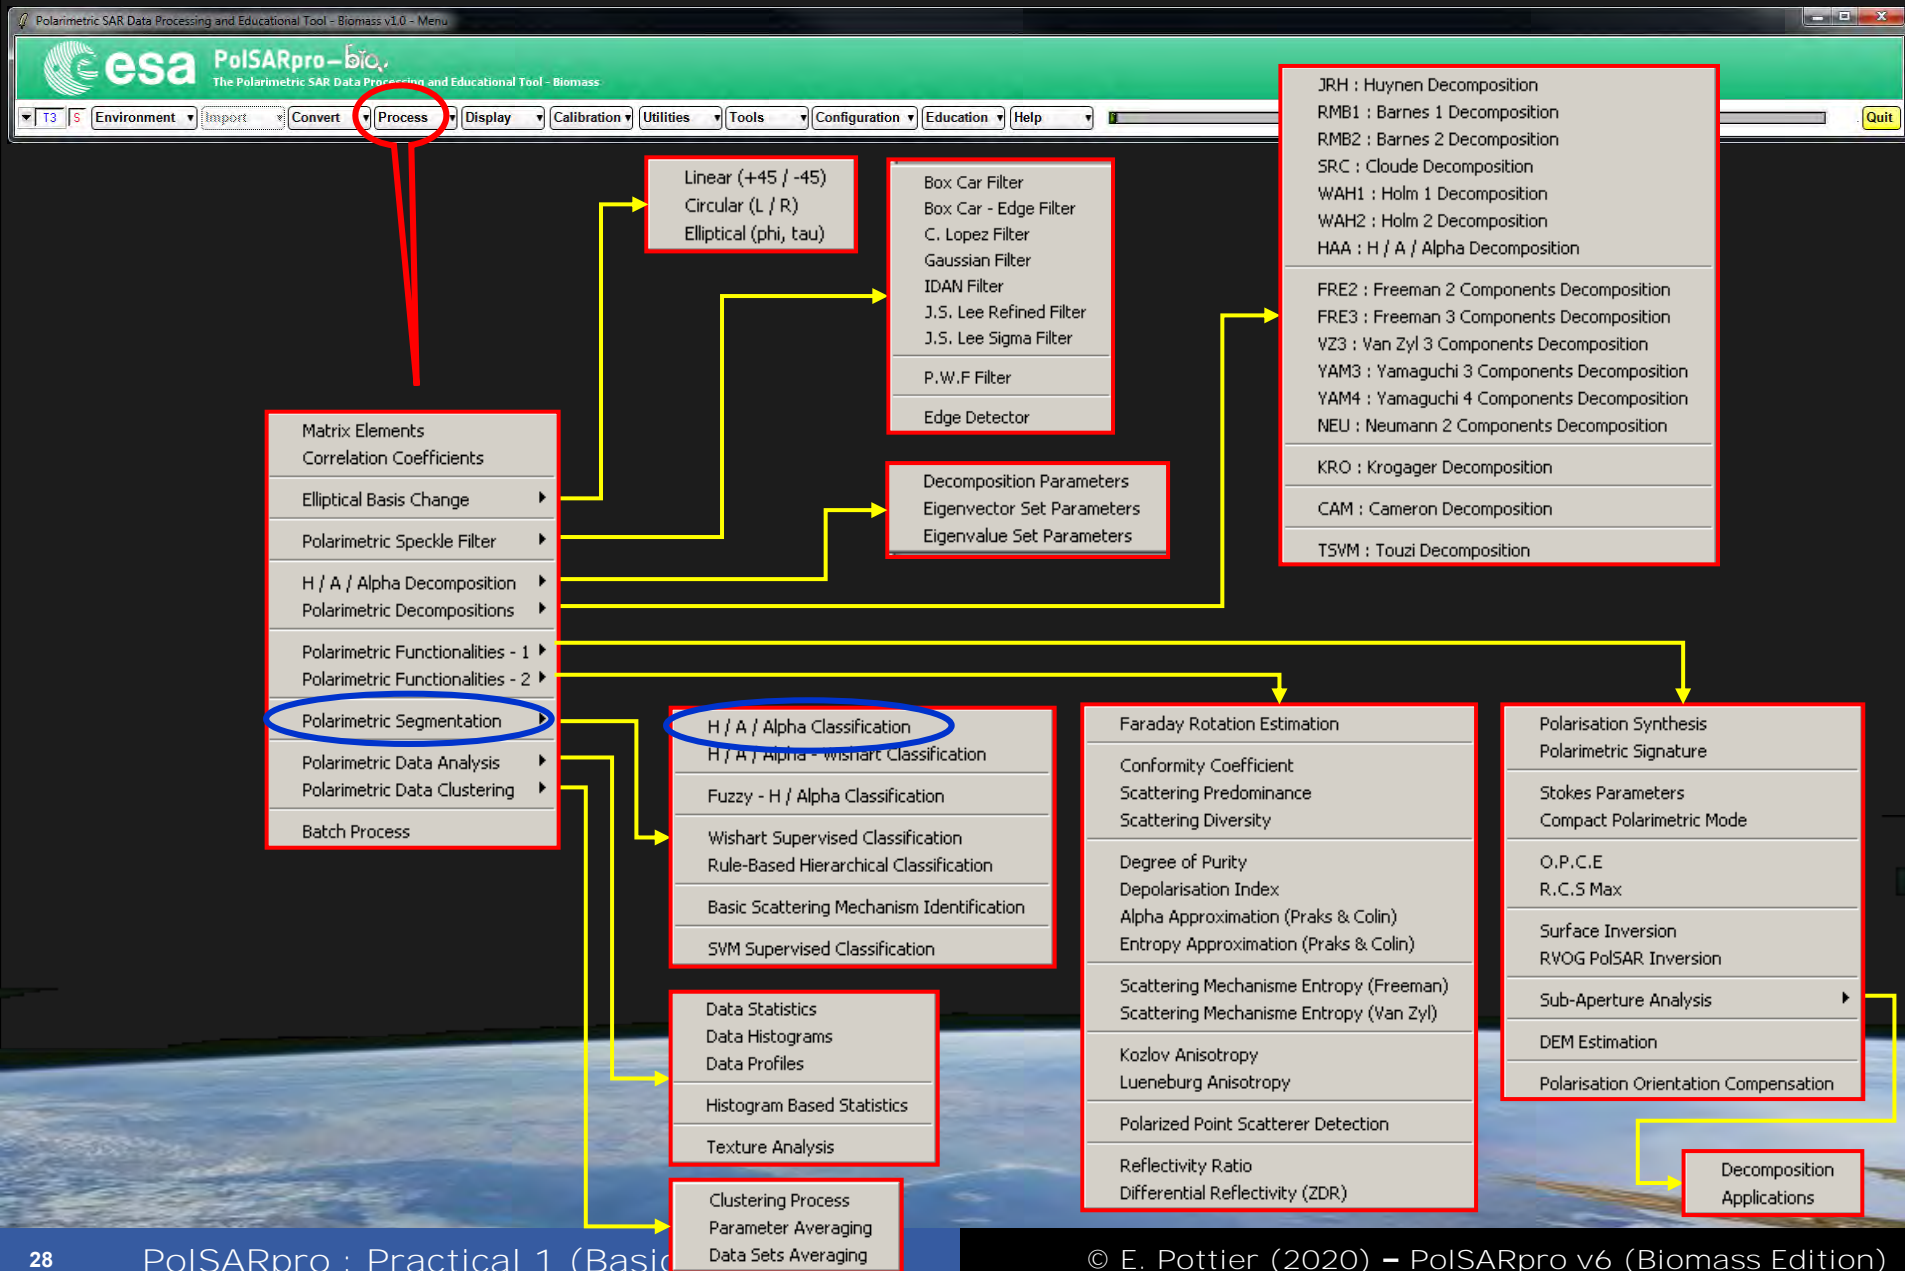 Polarimetric SAR Data Processing and Educational Tool - Biomass v1.0 - Menu
esa
PolSARpro-bio
The Polarimetric SAR Data Processing and Educational Tool - Biomass
T3 S Environment Import Convert Process Display Calibration Utilities Tools Configuration Education Help Quit
Linear (+45 / -45)
Circular (L / R)
Elliptical (phi, tau)
Box Car Filter
Box Car - Edge Filter
C. Lopez Filter
Gaussian Filter
IDAN Filter
J.S. Lee Refined Filter
J.S. Lee Sigma Filter
P.W.F Filter
Edge Detector
JRH : Huynen Decomposition
RMB1 : Barnes 1 Decomposition
RMB2 : Barnes 2 Decomposition
SRC : Cloude Decomposition
WAH1 : Holm 1 Decomposition
WAH2 : Holm 2 Decomposition
HAA : H / A / Alpha Decomposition
FRE2 : Freeman 2 Components Decomposition
FRE3 : Freeman 3 Components Decomposition
VZ3 : Van Zyl 3 Components Decomposition
YAM3 : Yamaguchi 3 Components Decomposition
YAM4 : Yamaguchi 4 Components Decomposition
NEU : Neumann 2 Components Decomposition
KRO : Krogager Decomposition
CAM : Cameron Decomposition
TSVM : Touzi Decomposition
Matrix Elements
Correlation Coefficients
Elliptical Basis Change
Polarimetric Speckle Filter
H / A / Alpha Decomposition
Polarimetric Decompositions
Polarimetric Functionalities - 1
Polarimetric Functionalities - 2
Polarimetric Segmentation
Polarimetric Data Analysis
Polarimetric Data Clustering
Batch Process
Decomposition Parameters
Eigenvector Set Parameters
Eigenvalue Set Parameters
H / A / Alpha Classification
H / A / Alpha - Wishart Classification
Fuzzy - H / Alpha Classification
Wishart Supervised Classification
Rule-Based Hierarchical Classification
Basic Scattering Mechanism Identification
SVM Supervised Classification
Faraday Rotation Estimation
Conformity Coefficient
Scattering Predominance
Scattering Diversity
Degree of Purity
Depolarisation Index
Alpha Approximation (Praks & Colin)
Entropy Approximation (Praks & Colin)
Scattering Mechanisme Entropy (Freeman)
Scattering Mechanisme Entropy (Van Zyl)
Kozlov Anisotropy
Lueneburg Anisotropy
Polarized Point Scatterer Detection
Reflectivity Ratio
Differential Reflectivity (ZDR)
Polarisation Synthesis
Polarimetric Signature
Stokes Parameters
Compact Polarimetric Mode
O.P.C.E
R.C.S Max
Surface Inversion
RVOG PolSAR Inversion
Sub-Aperture Analysis
DEM Estimation
Polarisation Orientation Compensation
Data Statistics
Data Histograms
Data Profiles
Histogram Based Statistics
Texture Analysis
Decomposition
Applications
Clustering Process
Parameter Averaging
Data Sets Averaging
28 PolSARpro : Practical 1 (Basic
© E. Pottier (2020) – PolSARpro v6 (Biomass Edition)